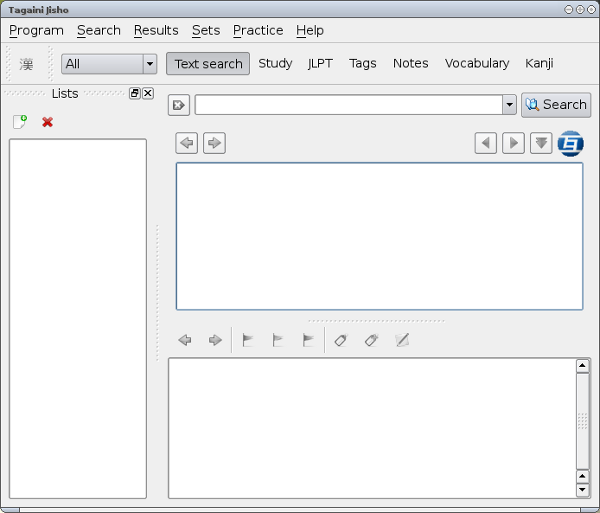 Tagaini Jisho
Program Search Results Sets Practice Help
漢 All Text search Study JLPT Tags Notes Vocabulary Kanji
Lists
Search